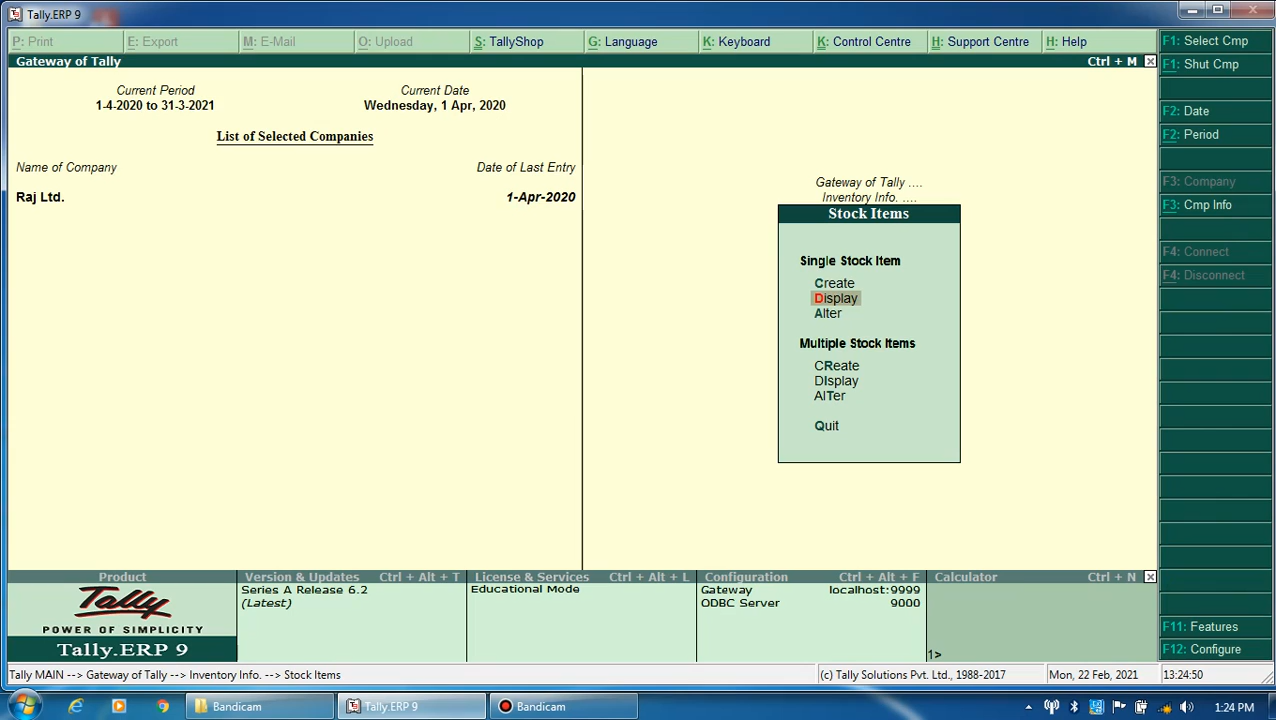 Tally.ERP 9
P: Print E: Export M: E-Mail O: Upload S: TallyShop G: Language K: Keyboard K: Control Centre H: Support Centre H: Help
Gateway of Tally Ctrl + M
Current Period Current Date
1-4-2020 to 31-3-2021 Wednesday, 1 Apr, 2020
List of Selected Companies
Name of Company Date of Last Entry
Raj Ltd. 1-Apr-2020
Gateway of Tally ....
Inventory Info. ....
Stock Items
Single Stock Item
Create
Display
Alter
Multiple Stock Items
CReate
DIsplay
AlTer
Quit
F1: Select Cmp
F1: Shut Cmp
F2: Date
F2: Period
F3: Company
F3: Cmp Info
F4: Connect
F4: Disconnect
F11: Features
F12: Configure
Product
Tally
POWER OF SIMPLICITY
Tally.ERP 9
Version & Updates Ctrl + Alt + T
Series A Release 6.2
(Latest)
License & Services Ctrl + Alt + L
Educational Mode
Configuration Ctrl + Alt + F
Gateway localhost:9999
ODBC Server 9000
Calculator Ctrl + N
1>
Tally MAIN --> Gateway of Tally --> Inventory Info. --> Stock Items (c) Tally Solutions Pvt. Ltd., 1988-2017 Mon, 22 Feb, 2021 13:24:50
Bandicam Tally.ERP 9 Bandicam 1:24 PM